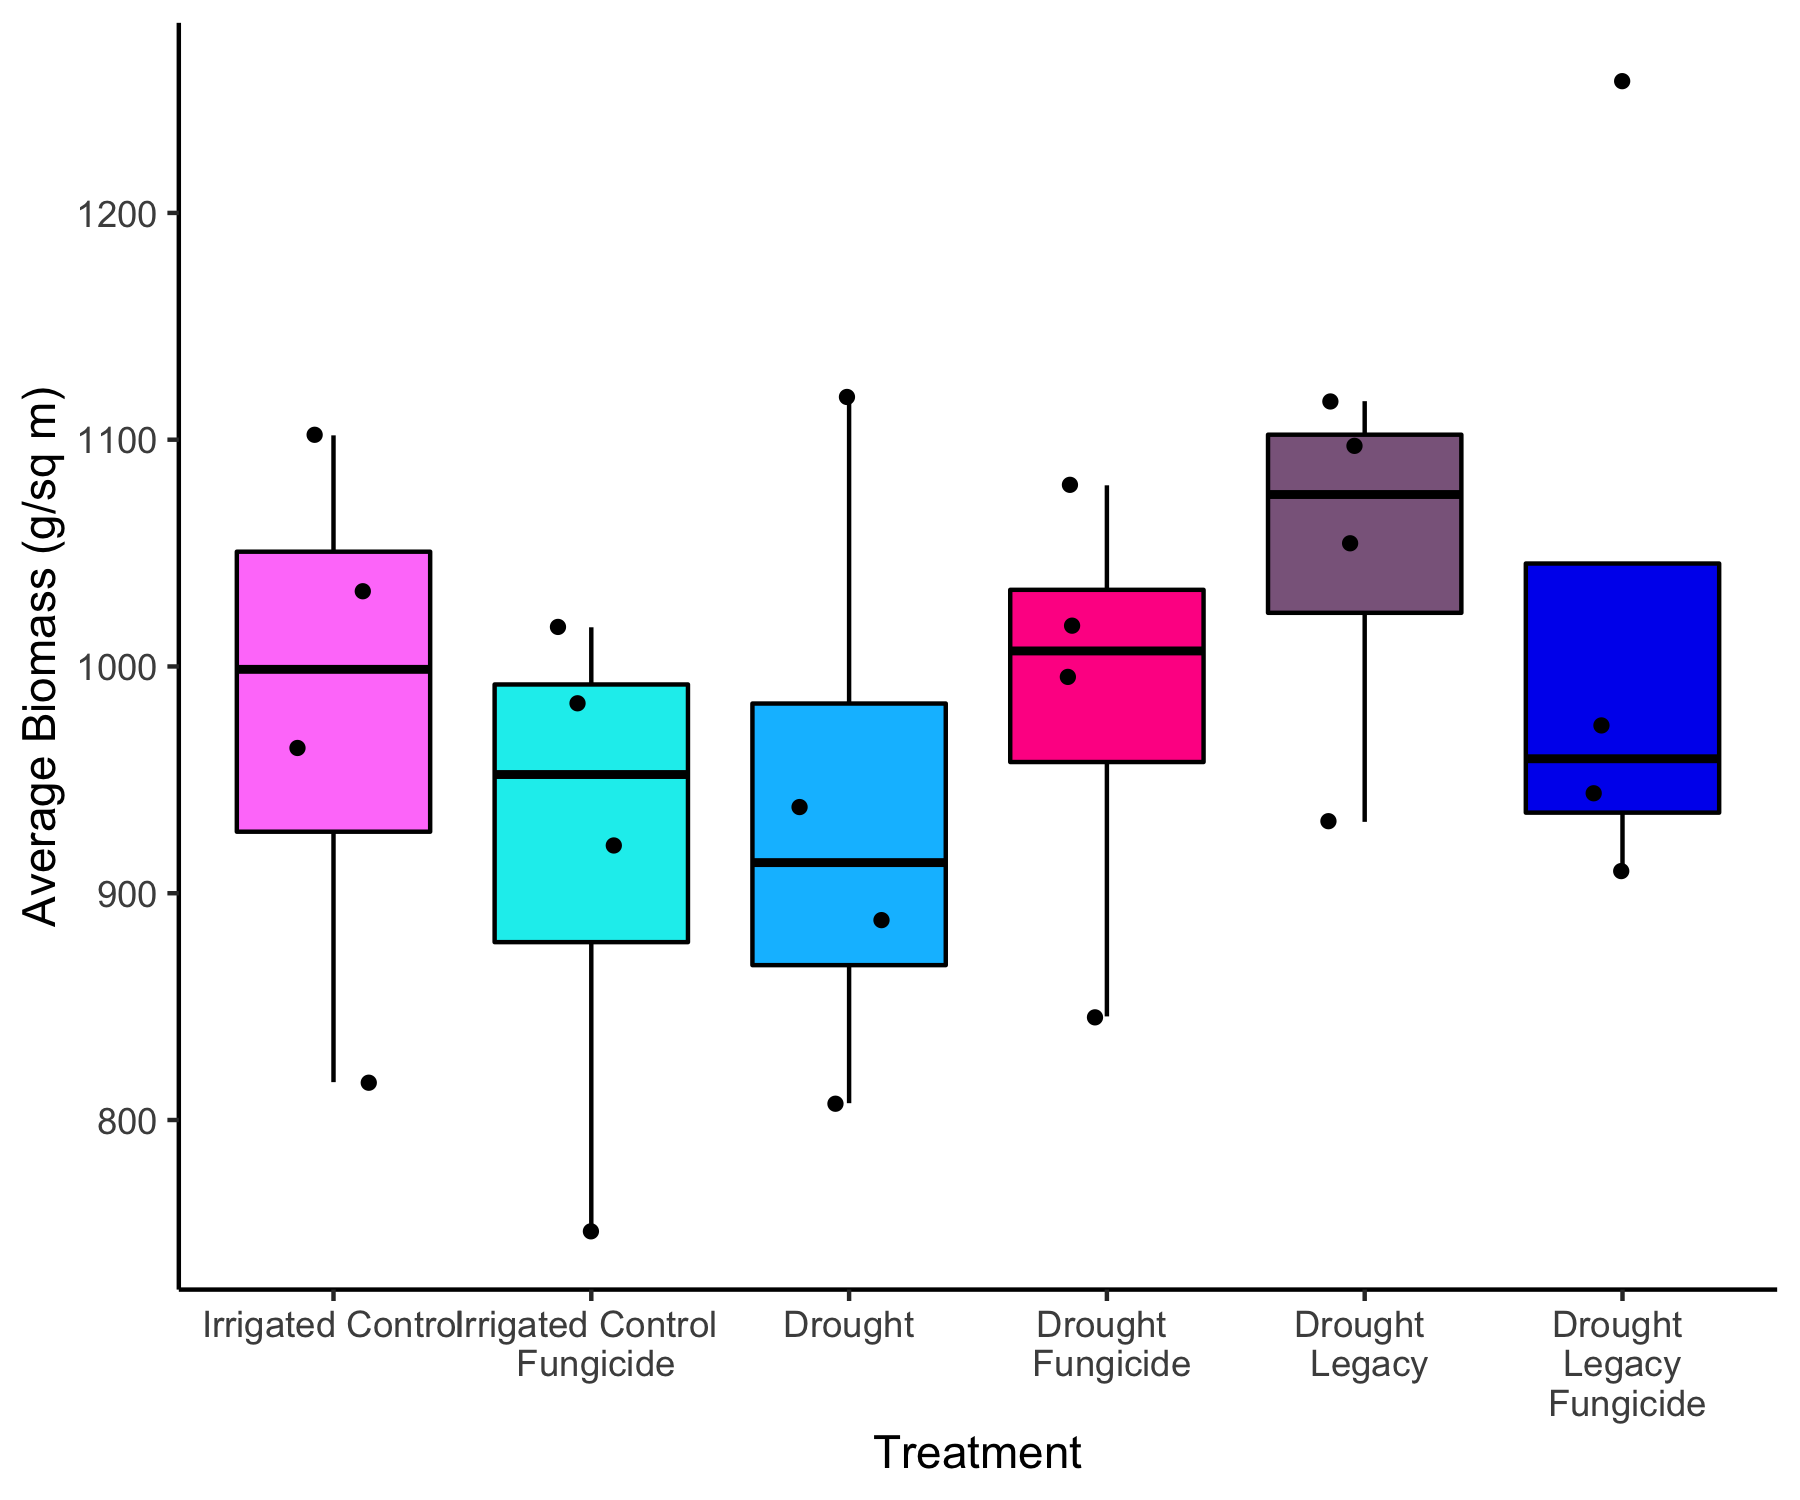 Average Biomass (g/sq m)
1200
1100
1000
900
800
Irrigated Control
Irrigated Control
Fungicide
Drought
Drought
Fungicide
Drought
Legacy
Drought
Legacy
Fungicide
Treatment